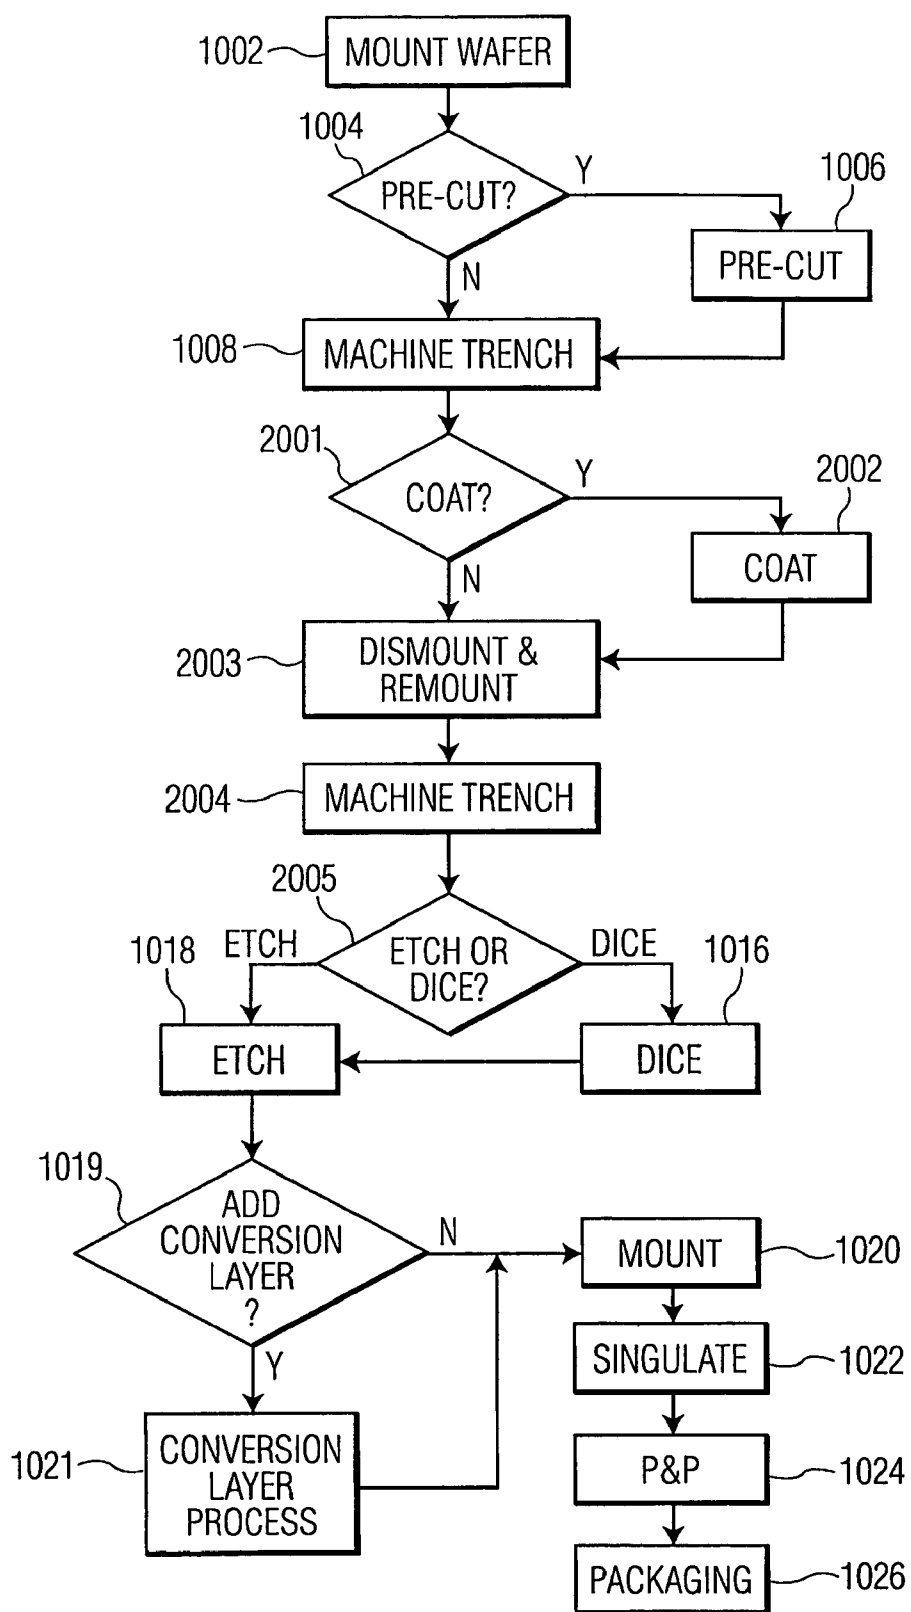 1002
MOUNT WAFER
1004
PRE-CUT?
Y
1006
PRE-CUT
N
1008
MACHINE TRENCH
2001
COAT?
Y
2002
COAT
N
2003
DISMOUNT &
REMOUNT
2004
MACHINE TRENCH
2005
ETCH OR
DICE?
ETCH
DICE
1018
ETCH
1016
DICE
1019
ADD
CONVERSION
LAYER
?
N
Y
1021
CONVERSION
LAYER
PROCESS
MOUNT
1020
SINGULATE
1022
P&P
1024
PACKAGING
1026